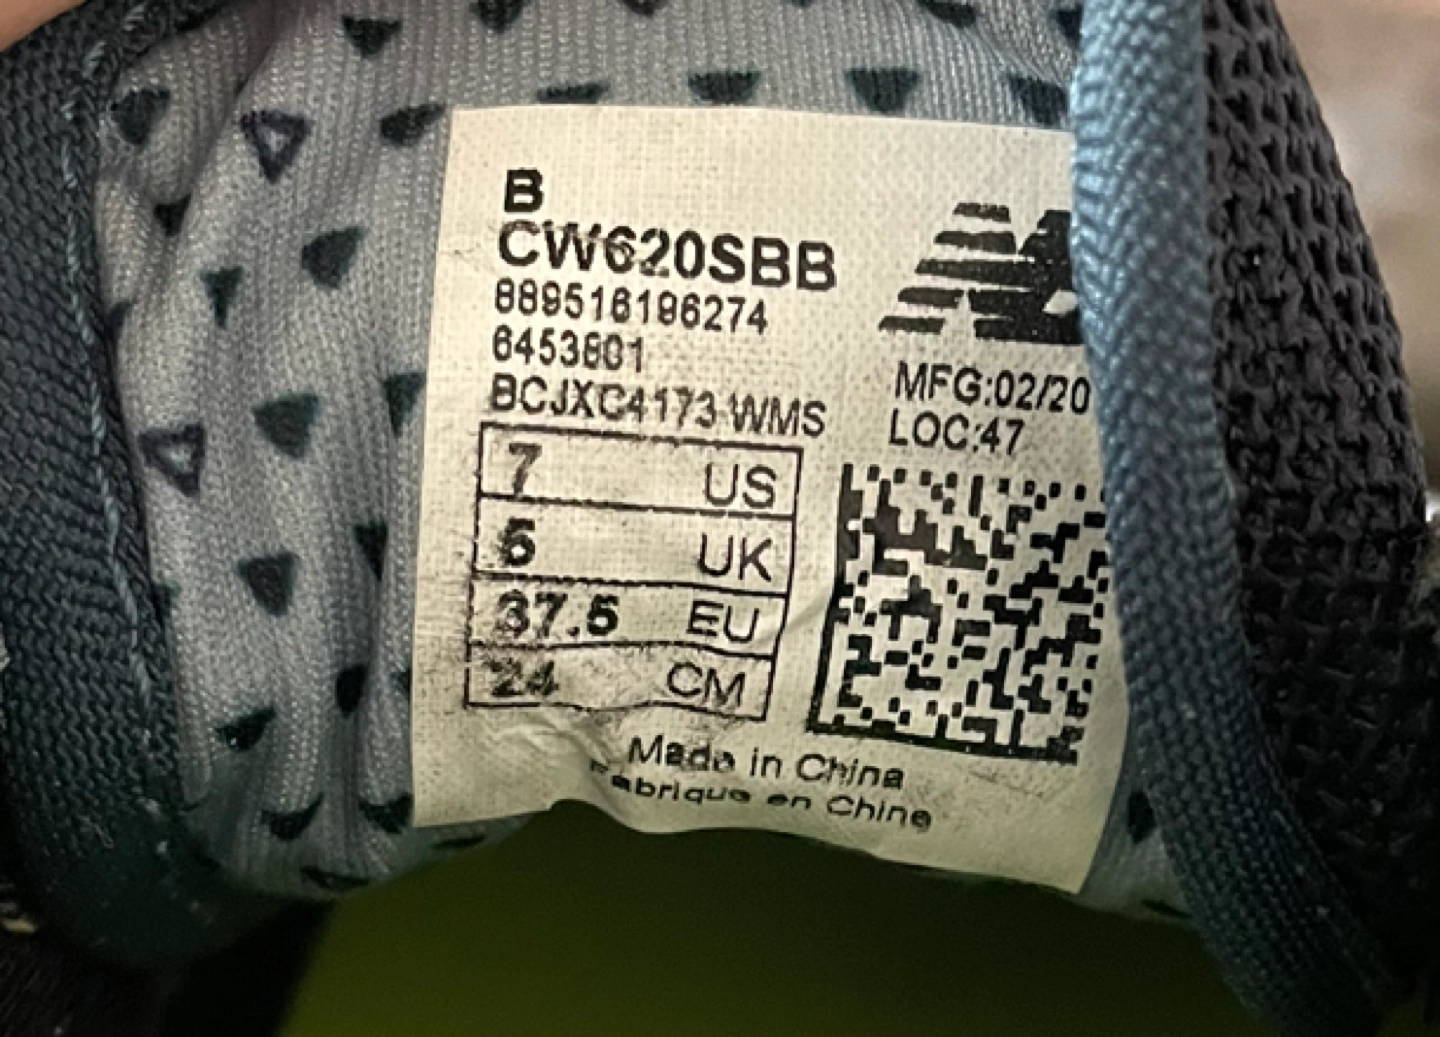 B
CW620SBB
889516196274
6453601
BCJXC4173 WMS
MFG:02/20
LOC:47
7 US
5 UK
37.5 EU
24 CM
Made in China
Fabrique en Chine